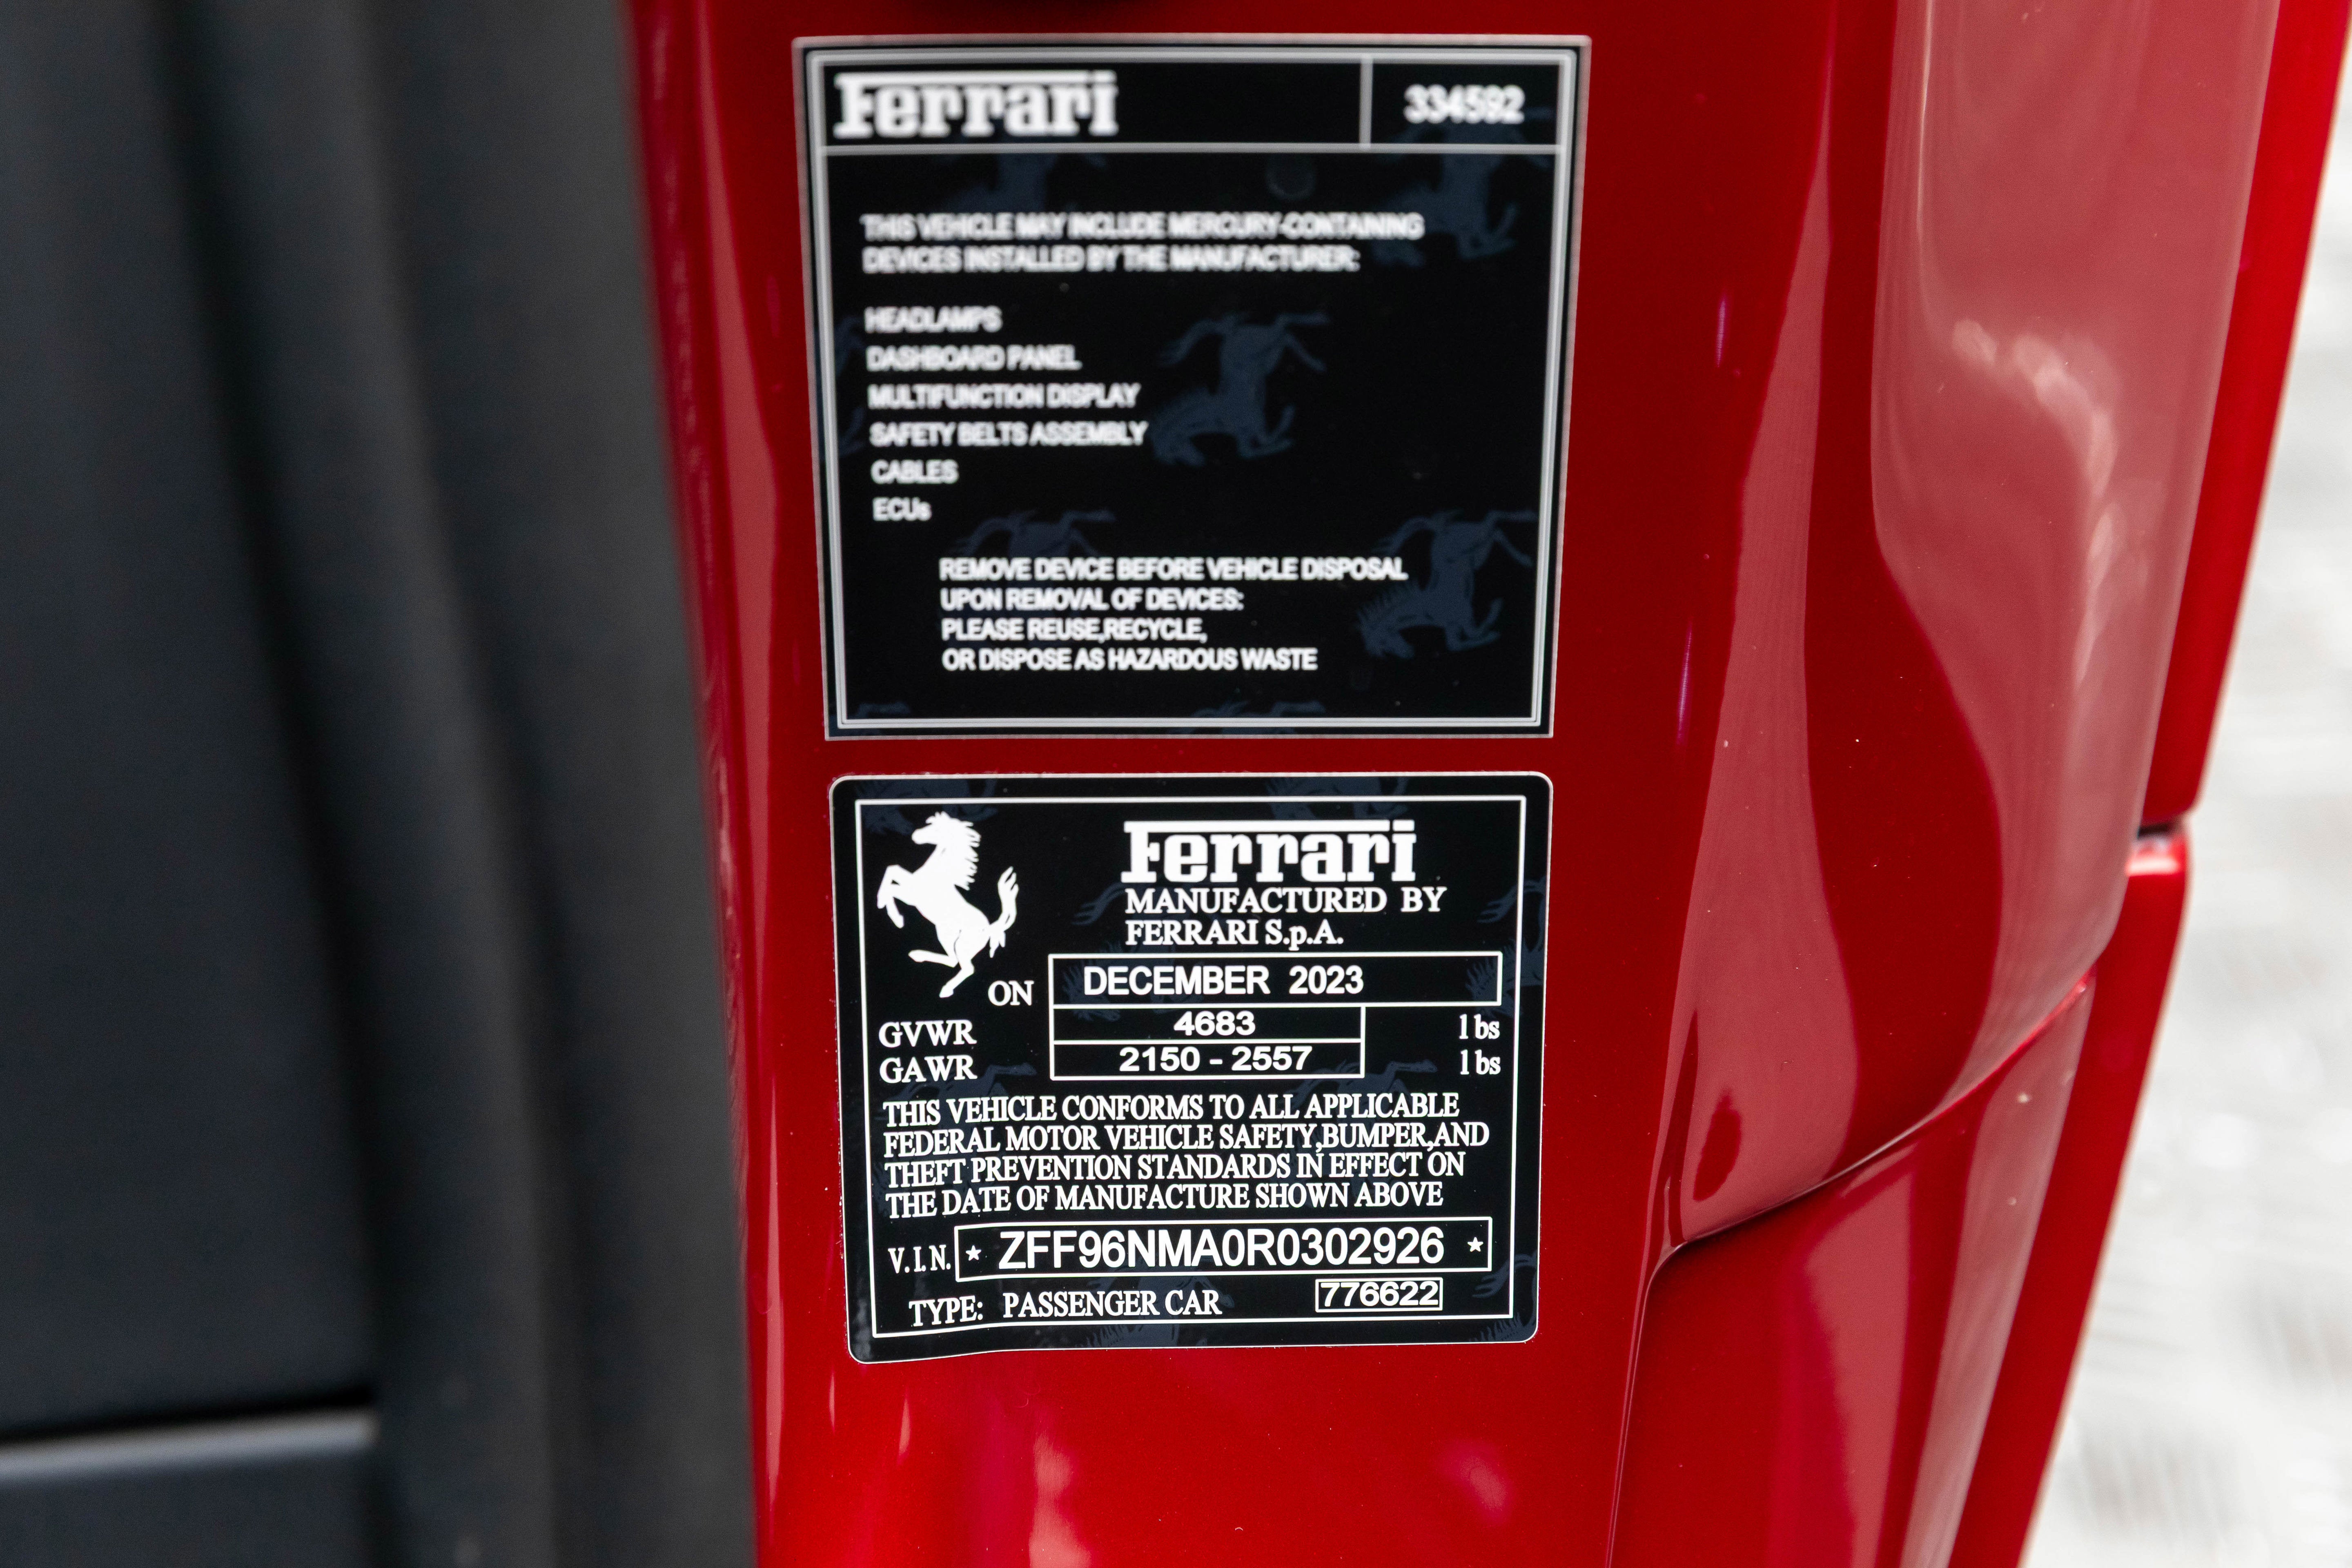 Ferrari 334592
THIS VEHICLE MAY INCLUDE MERCURY-CONTAINING
DEVICES INSTALLED BY THE MANUFACTURER:
HEADLAMPS
DASHBOARD PANEL
MULTIFUNCTION DISPLAY
SAFETY BELTS ASSEMBLY
CABLES
ECUs
REMOVE DEVICE BEFORE VEHICLE DISPOSAL
UPON REMOVAL OF DEVICES:
PLEASE REUSE,RECYCLE,
OR DISPOSE AS HAZARDOUS WASTE
Ferrari
MANUFACTURED BY
FERRARI S.p.A.
ON DECEMBER 2023
GVWR 4683 lbs
GAWR 2150 - 2557 lbs
THIS VEHICLE CONFORMS TO ALL APPLICABLE
FEDERAL MOTOR VEHICLE SAFETY,BUMPER,AND
THEFT PREVENTION STANDARDS IN EFFECT ON
THE DATE OF MANUFACTURE SHOWN ABOVE
V.I.N. ★ ZFF96NMA0R0302926 ★
TYPE: PASSENGER CAR 776622